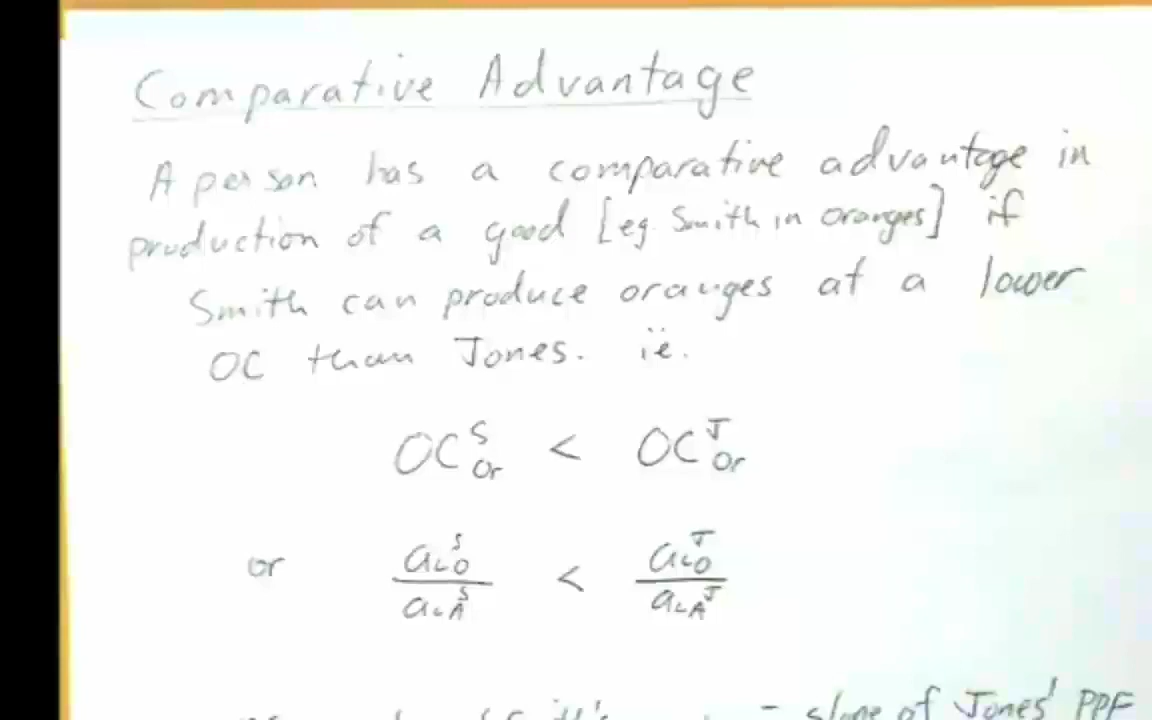 Comparative Advantage
A person has a comparative advantage in
production of a good [eg. Smith in oranges] if
Smith can produce oranges at a lower
OC than Jones. ie.
OC^S_Or < OC^J_Or
or a_LO^S / a_LA^S < a_LO^J / a_LA^J
- slope of Jones' PPF